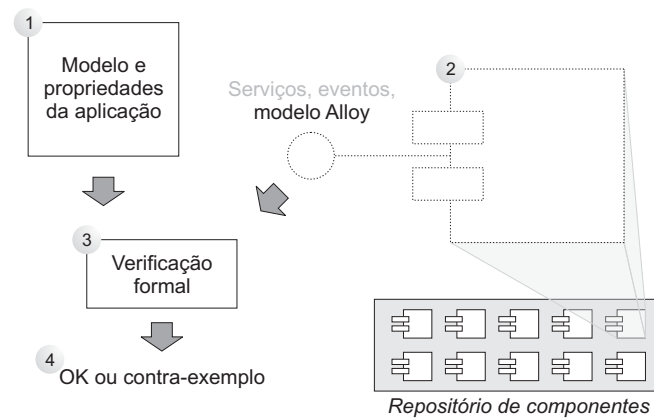 1
Modelo e
propriedades
da aplicação
2
Serviços, eventos,
modelo Alloy
3
Verificação
formal
4
OK ou contra-exemplo
Repositório de componentes